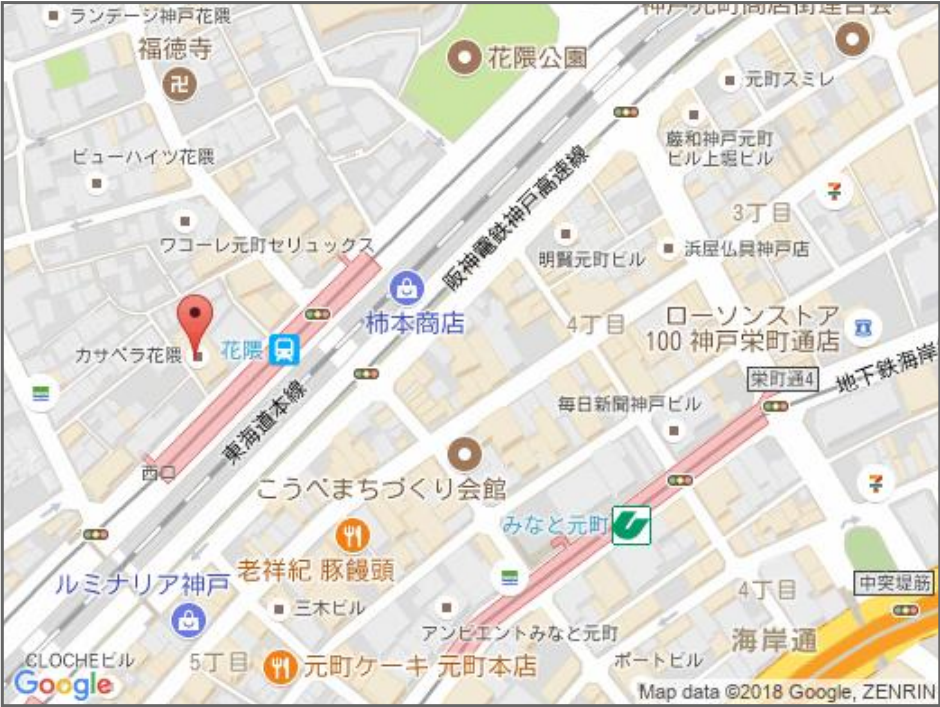 ランテージ神戸花隈
神戸元町商店街連合会
福徳寺
花隈公園
元町スミレ
藤和神戸元町
ビル上堀ビル
ビューハイツ花隈
阪神電鉄神戸高速線
3丁目
ワコーレ元町セリュックス
明賢元町ビル
浜屋仏具神戸店
柿本商店
4丁目
ローソンストア
100 神戸栄町通店
カサベラ花隈
花隈
栄町通4
地下鉄海岸
東海道本線
毎日新聞神戸ビル
西口
こうべまちづくり会館
みなと元町
老祥紀 豚饅頭
ルミナリア神戸
三木ビル
4丁目
中突堤筋
アンビエントみなと元町
海岸通
CLOCHEビル
5丁目
元町ケーキ 元町本店
ポートビル
Google
Map data ©2018 Google, ZENRIN